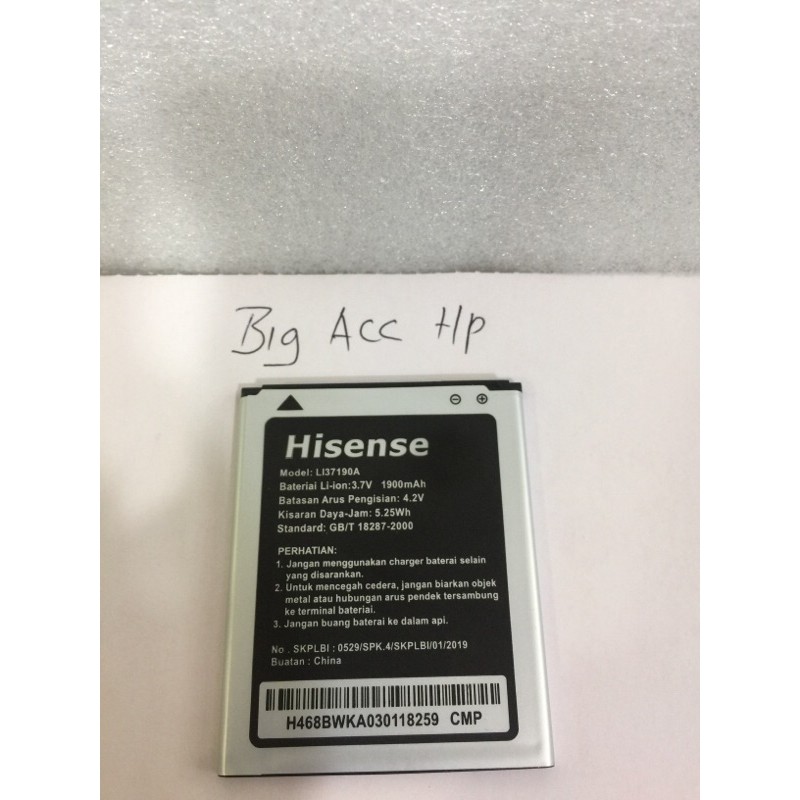 Big Acc Hp
Hisense
Model: LI37190A
Bateriai Li-ion:3.7V 1900mAh
Batasan Arus Pengisian: 4.2V
Kisaran Daya-Jam: 5.25Wh
Standard: GB/T 18287-2000
PERHATIAN:
1. Jangan menggunakan charger baterai selain
yang disarankan.
2. Untuk mencegah cedera, jangan biarkan objek
metal atau hubungan arus pendek tersambung
ke terminal bateriai.
3. Jangan buang baterai ke dalam api.
No . SKPLBI : 0529/SPK.4/SKPLBI/01/2019
Buatan : China
H468BWKA030118259 CMP